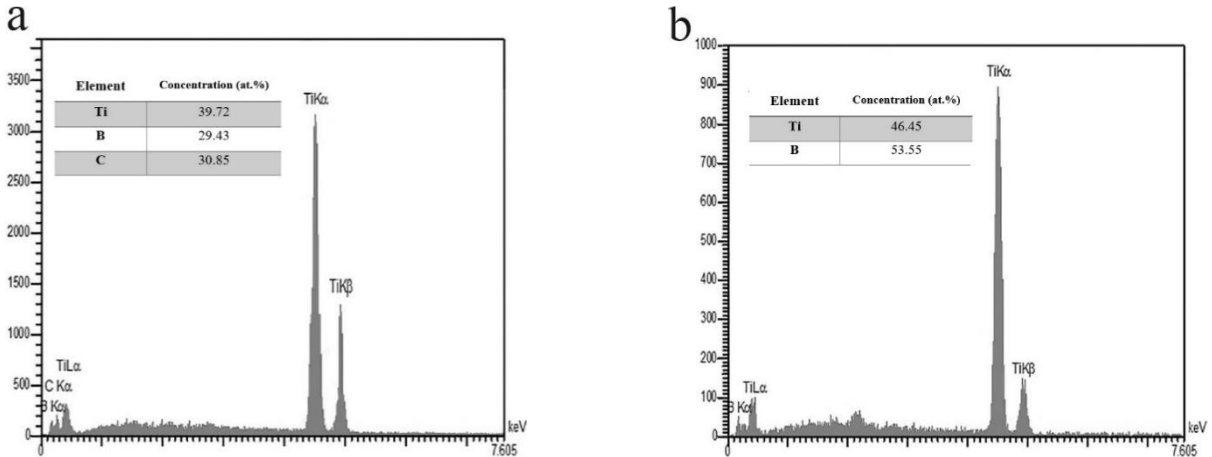 a
3500
3000
2500
2000
1500
1000
500
0
Element Concentration (at.%)
Ti 39.72
B 29.43
C 30.85
TiKα
TiKβ
TiLα
C Kα
B Kα
keV
0
7.605
b
1000
900
800
700
600
500
400
300
200
100
0
Element Concentration (at.%)
Ti 46.45
B 53.55
TiKα
TiKβ
TiLα
B Kα
keV
0
7.605